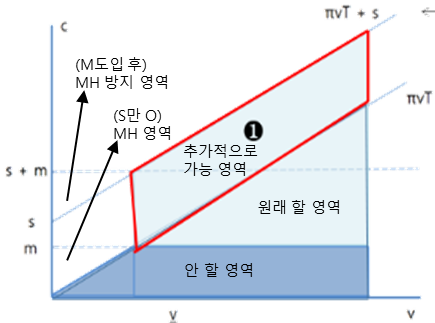 πvT + s
c
(M도입 후)
MH 방지 영역
πvT
(S만 O)
MH 영역
❶
추가적으로
가능 영역
s + m
원래 할 영역
s
m
안 할 영역
v
v